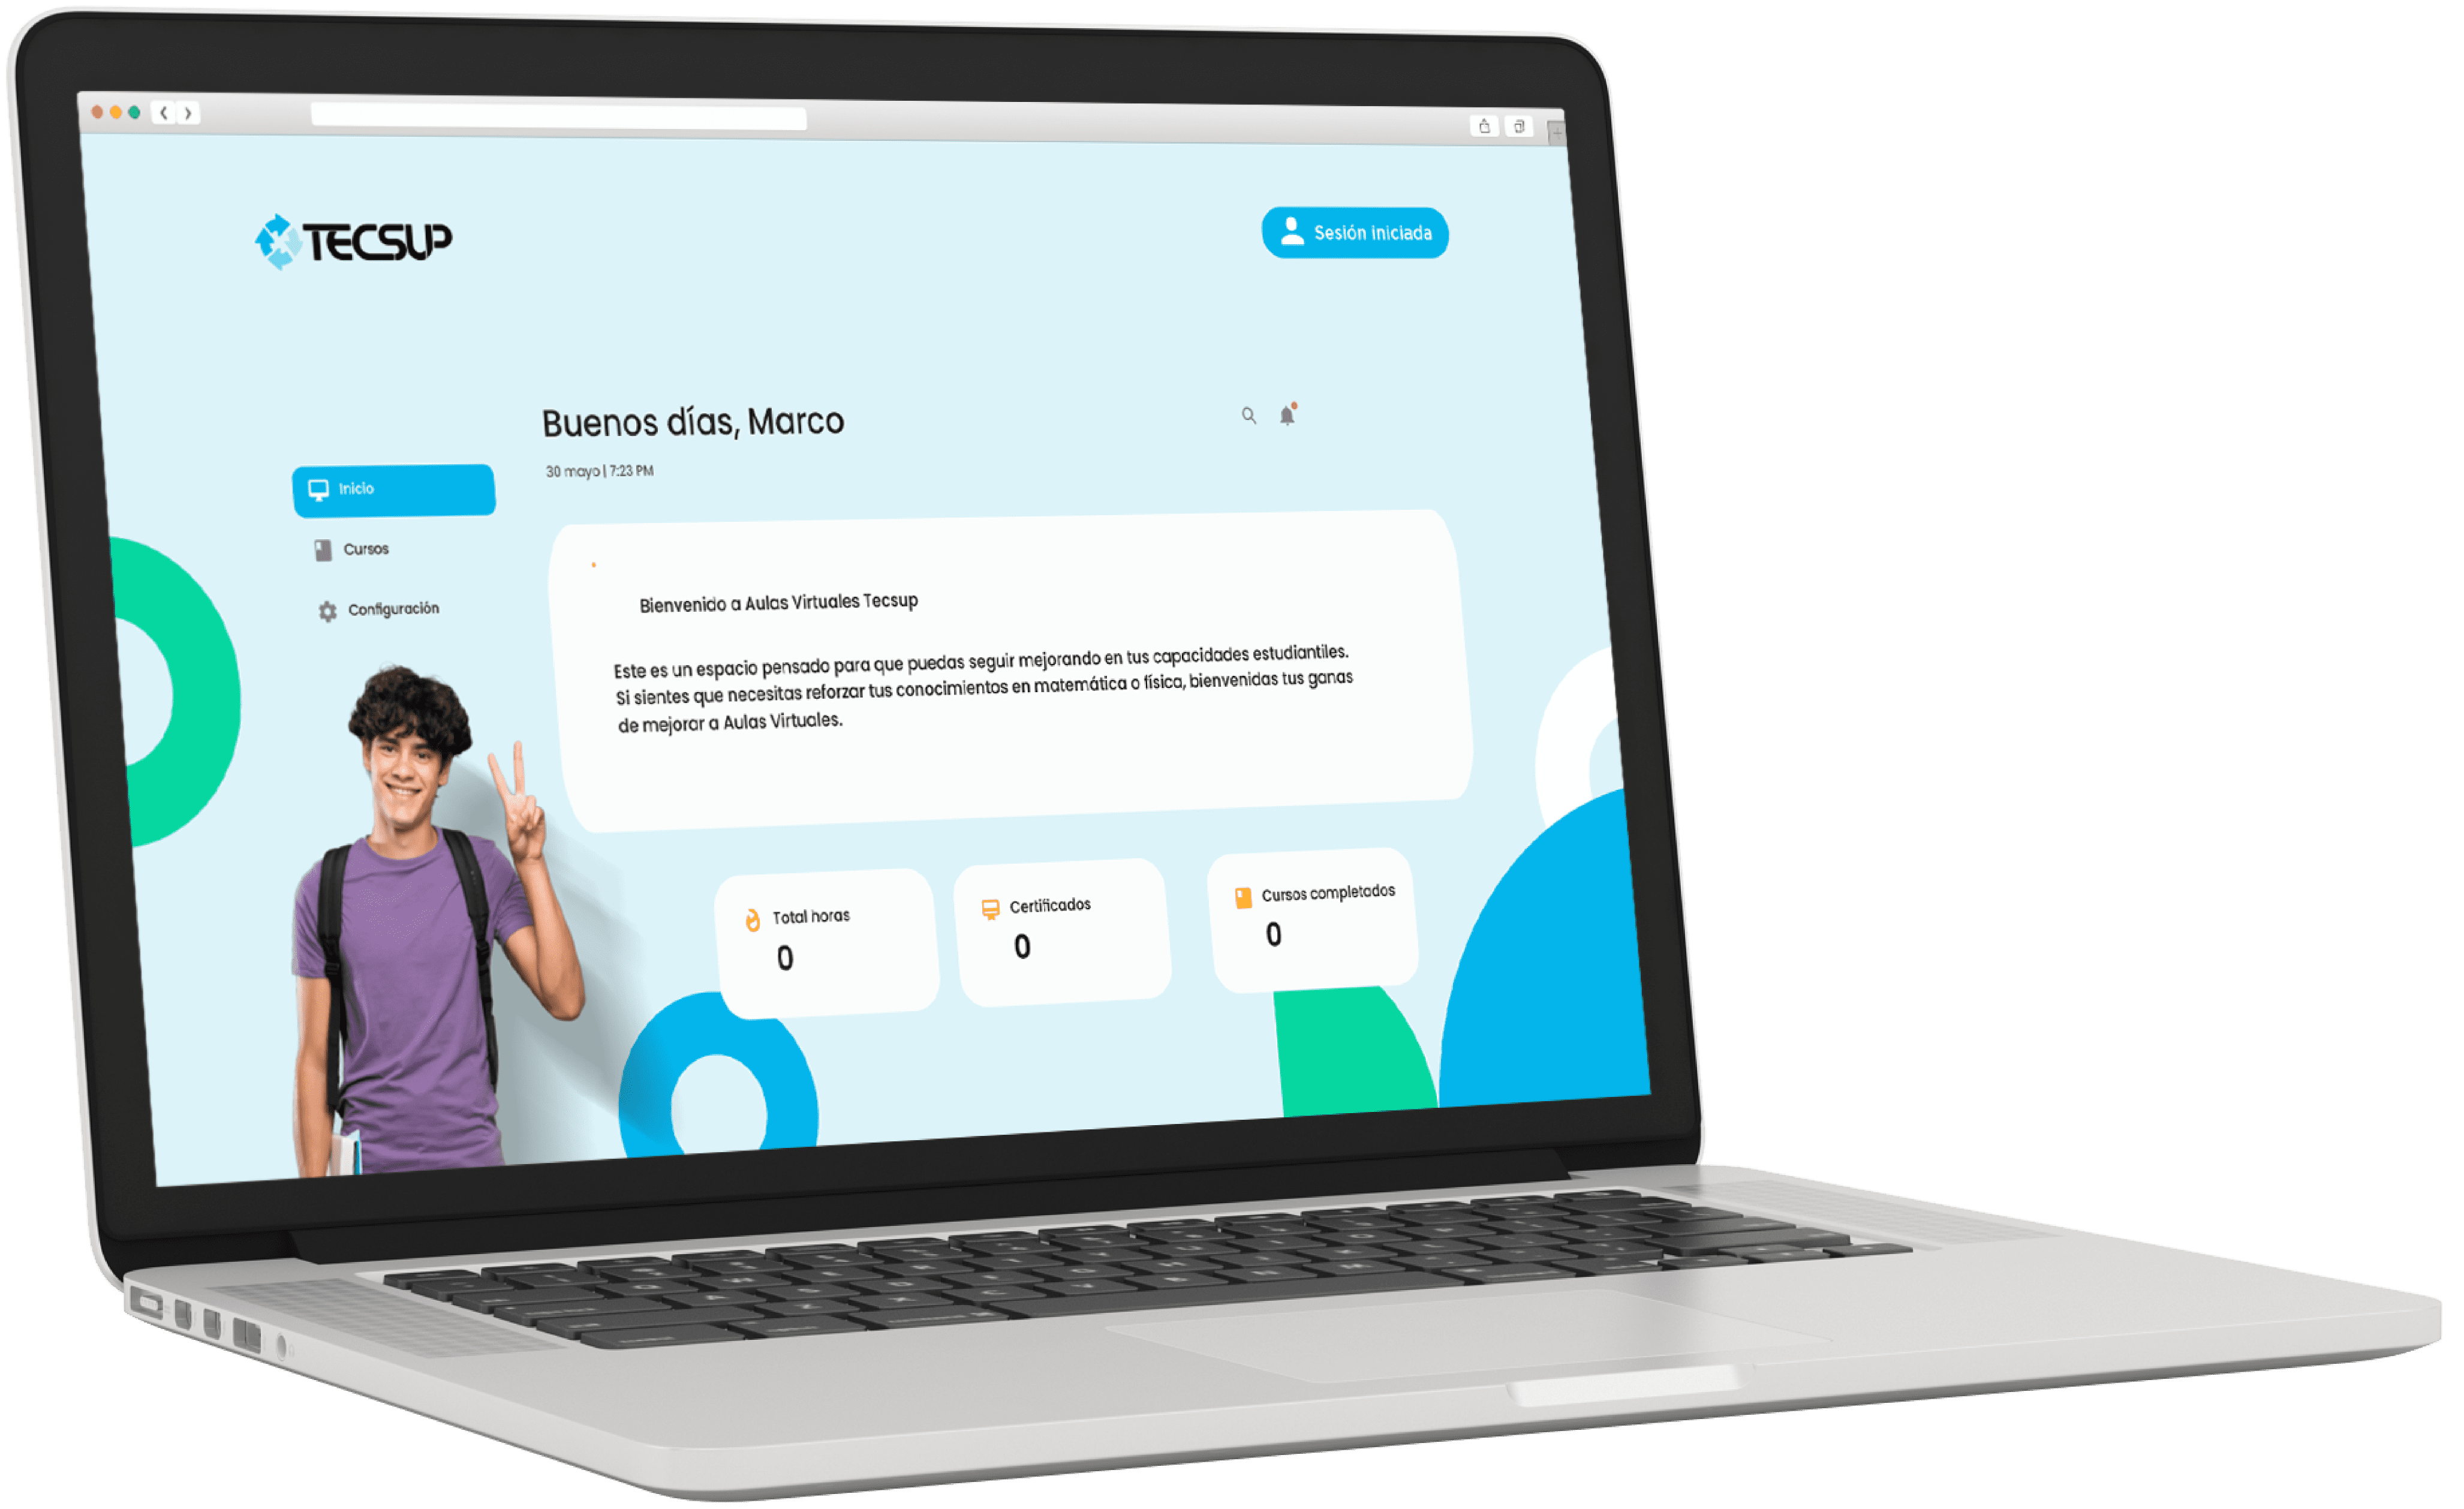 TECSUP
Sesión iniciada
Buenos días, Marco
30 mayo | 7:23 PM
Inicio
Cursos
Configuración
Bienvenido a Aulas Virtuales Tecsup
Este es un espacio pensado para que puedas seguir mejorando en tus capacidades estudiantiles.
Si sientes que necesitas reforzar tus conocimientos en matemática o física, bienvenidas tus ganas
de mejorar a Aulas Virtuales.
Total horas
0
Certificados
0
Cursos completados
0